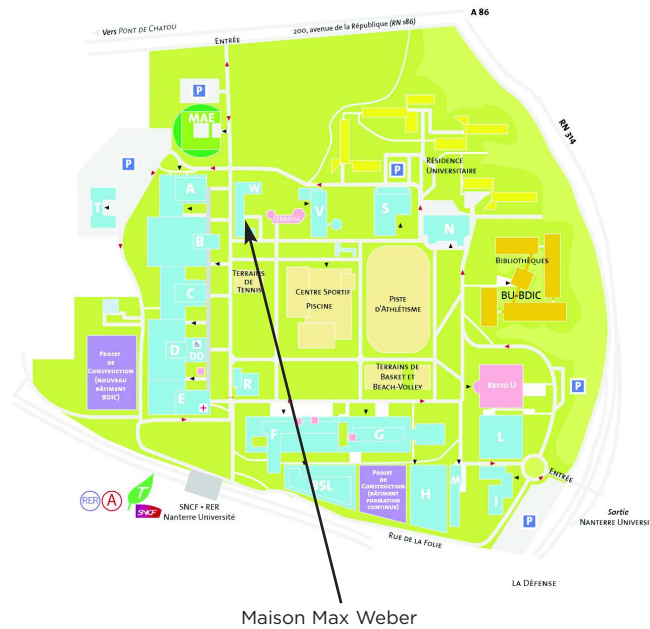 A 86
Vers PONT DE CHATOU
200, avenue de la République (RN 186)
ENTRÉE
P
MAE
RN 314
P
P
RÉSIDENCE
UNIVERSITAIRE
A
W
V
S
T
TERRASSE
N
B
BIBLIOTHÈQUES
BU-BDIC
TERRAINS
DE
TENNIS
CENTRE SPORTIF
PISCINE
PISTE
D'ATHLÉTISME
C
D
DD
PROJET
DE
CONSTRUCTION
(NOUVEAU
BÂTIMENT
BDIC)
TERRAINS DE
BASKET ET
BEACH-VOLLEY
R
RESTO U
P
E
F
G
L
PROJET
DE
CONSTRUCTION
(BÂTIMENT
FORMATION
CONTINUE)
BSL
H
M
I
ENTRÉE
RER
A
T
SNCF
SNCF • RER
Nanterre Université
P
Sortie
NANTERRE UNIVERSI
RUE DE LA FOLIE
LA DÉFENSE
Maison Max Weber